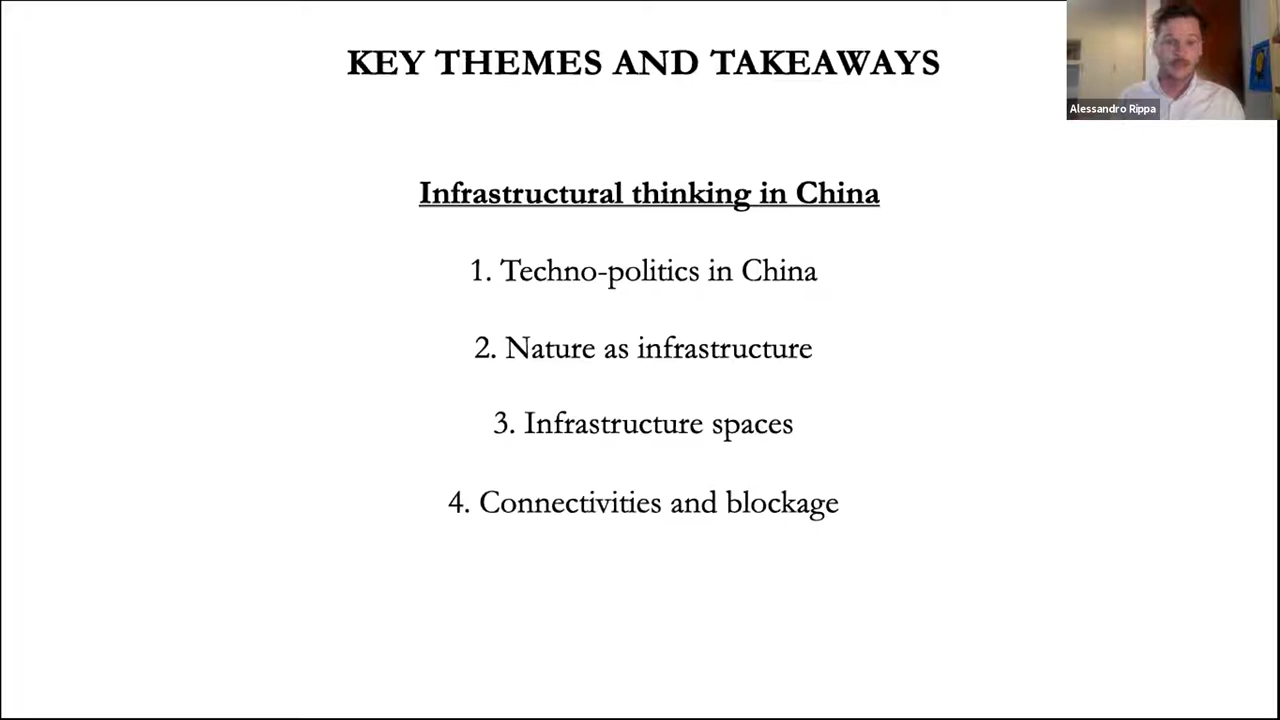 KEY THEMES AND TAKEAWAYS
Alessandro Rippa
Infrastructural thinking in China
1. Techno-politics in China
2. Nature as infrastructure
3. Infrastructure spaces
4. Connectivities and blockage